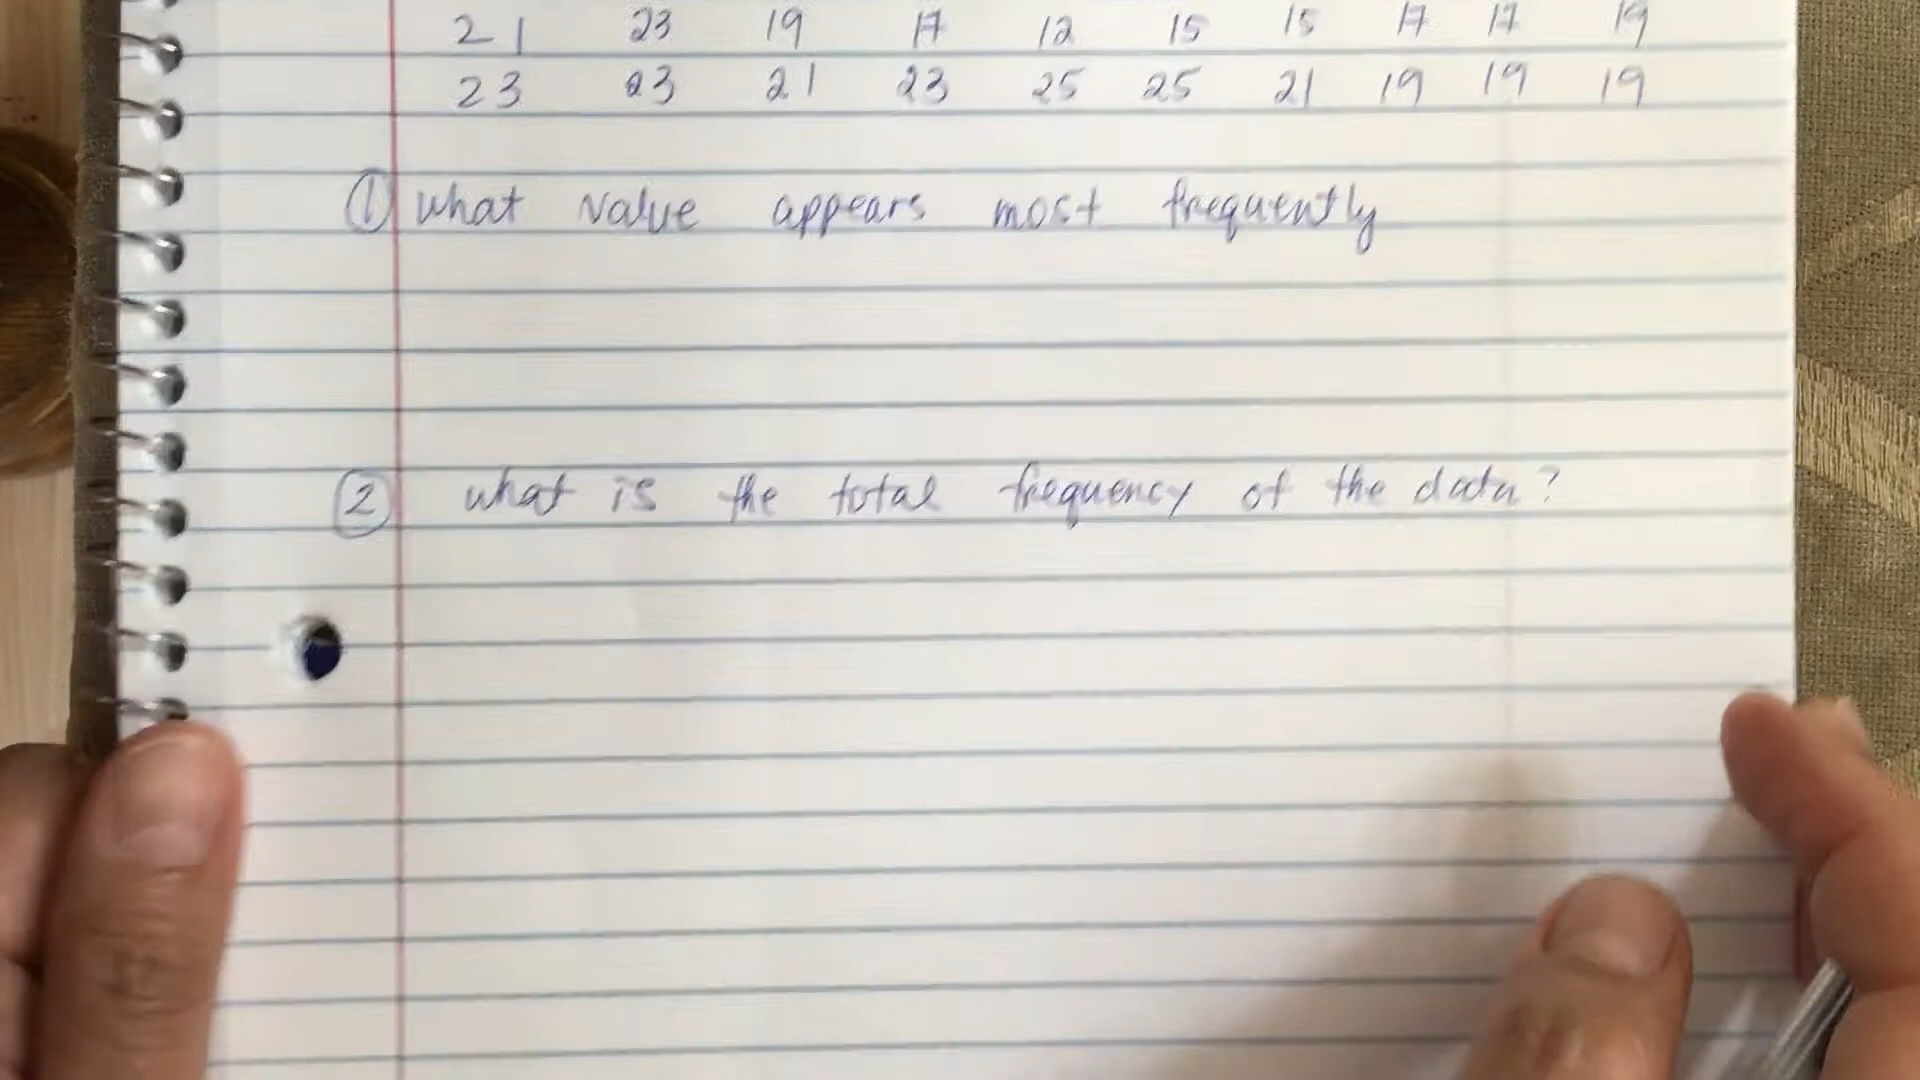 21 23 19 17 12 15 15 17 17 19
23 23 21 23 25 25 21 19 19 19
① what value appears most frequently
② what is the total frequency of the data?